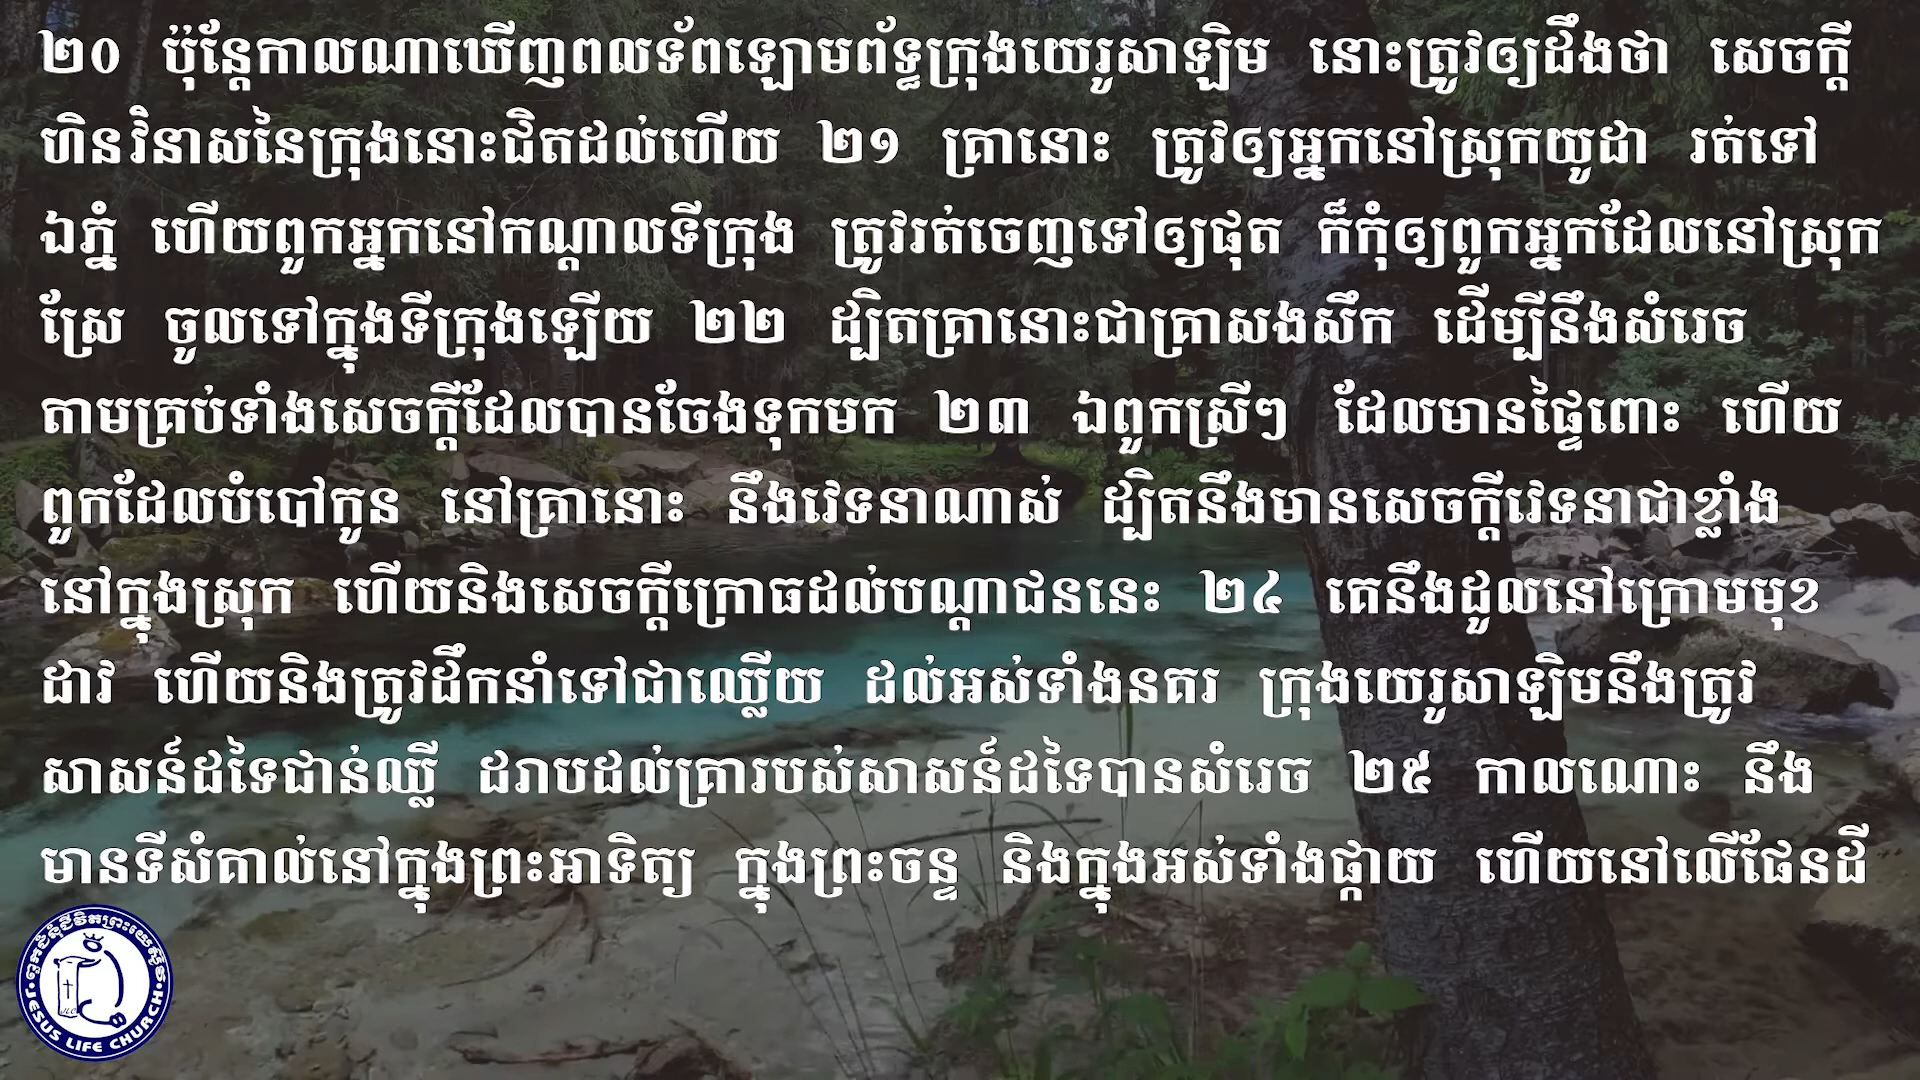 ២០ ប៉ុន្តែកាលណាឃើញពលទ័ពឡោមព័ទ្ធក្រុងយេរូសាឡិម នោះត្រូវឲ្យដឹងថា សេចក្ដី
ហិនវិនាសនៃក្រុងនោះជិតដល់ហើយ ២១ គ្រានោះ ត្រូវឲ្យអ្នកនៅស្រុកយូដា រត់ទៅ
ឯភ្នំ ហើយពួកអ្នកនៅកណ្តាលទីក្រុង ត្រូវរត់ចេញទៅឲ្យផុត ក៏កុំឲ្យពួកអ្នកដែលនៅស្រុក
ស្រែ ចូលទៅក្នុងទីក្រុងឡើយ ២២ ដ្បិតគ្រានោះជាគ្រាសងសឹក ដើម្បីនឹងសំរេច
តាមគ្រប់ទាំងសេចក្ដីដែលបានចែងទុកមក ២៣ ឯពួកស្រីៗ ដែលមានផ្ទៃពោះ ហើយ
ពួកដែលបំបៅកូន នៅគ្រានោះ នឹងវេទនាណាស់ ដ្បិតនឹងមានសេចក្ដីវេទនាជាខ្លាំង
នៅក្នុងស្រុក ហើយនិងសេចក្ដីក្រោធដល់បណ្តាជននេះ ២៤ គេនឹងដួលនៅក្រោមមុខ
ដាវ ហើយនិងត្រូវដឹកនាំទៅជាឈ្លើយ ដល់អស់ទាំងនគរ ក្រុងយេរូសាឡិមនឹងត្រូវ
សាសន៍ដទៃជាន់ឈ្លី ដរាបដល់គ្រារបស់សាសន៍ដទៃបានសំរេច ២៥ កាលណោះ នឹង
មានទីសំគាល់នៅក្នុងព្រះអាទិត្យ ក្នុងព្រះចន្ទ និងក្នុងអស់ទាំងផ្កាយ ហើយនៅលើផែនដី
ពួកជំនុំជីវិតព្រះយេស៊ូវ
JLC
JESUS LIFE CHURCH